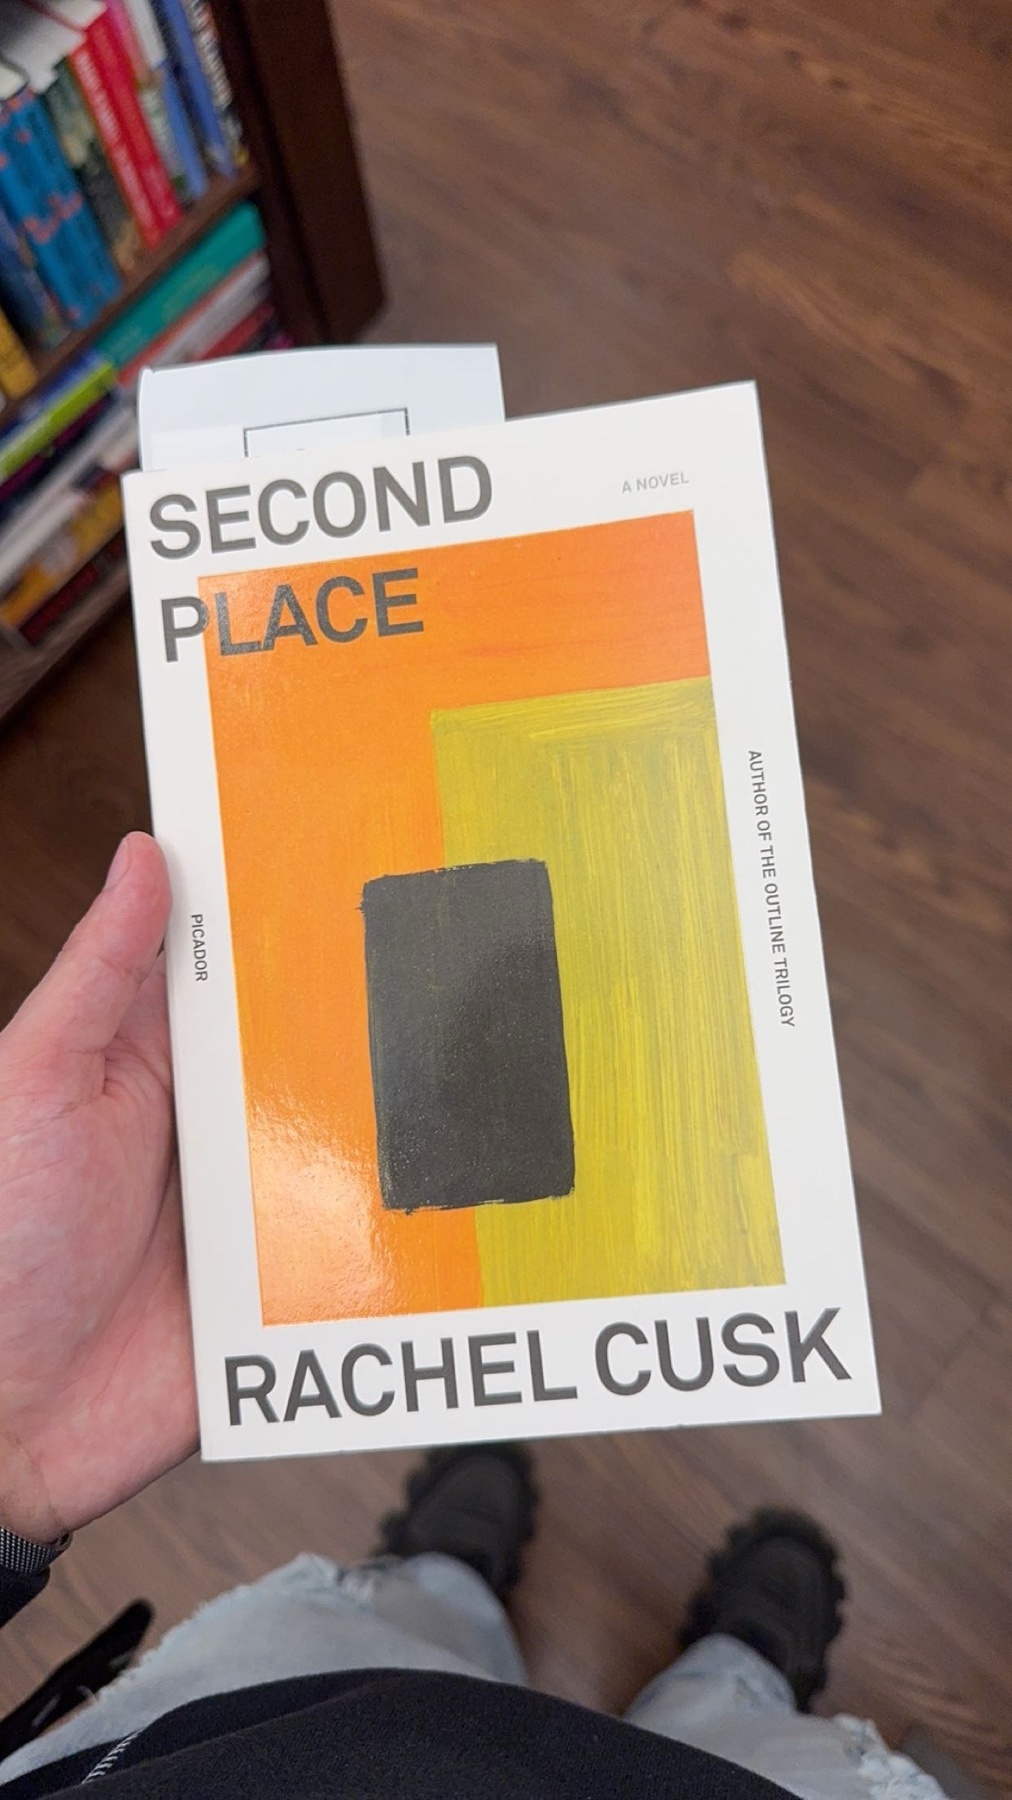 SECOND
A NOVEL
PLACE
AUTHOR OF THE OUTLINE TRILOGY
PICADOR
RACHEL CUSK